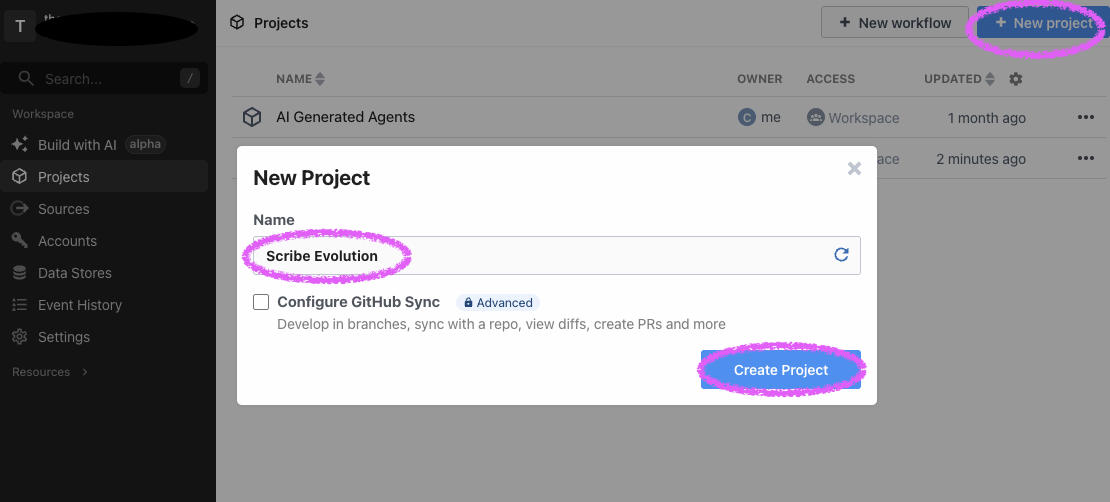 T
Search... /
Workspace
Build with AI alpha
Projects
Sources
Accounts
Data Stores
Event History
Settings
Resources
Projects
+ New workflow
+ New project
NAME OWNER ACCESS UPDATED
AI Generated Agents C me Workspace 1 month ago •••
2 minutes ago •••
New Project
Name
Scribe Evolution
Configure GitHub Sync Advanced
Develop in branches, sync with a repo, view diffs, create PRs and more
Create Project